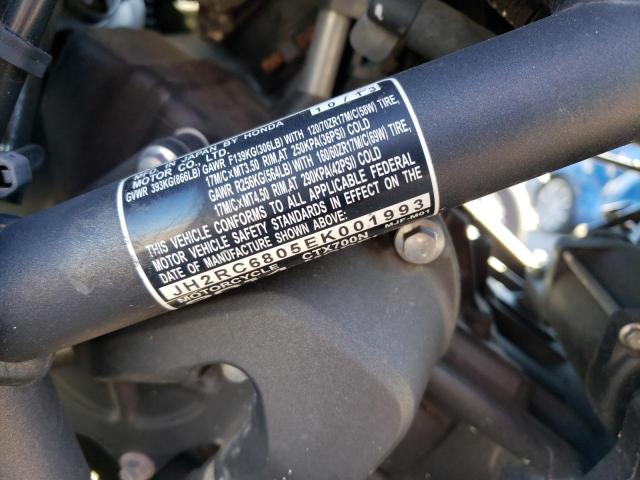 10/13
MFD. IN JAPAN BY HONDA
MOTOR CO., LTD.
GVWR 393KG(866LB) GAWR F139KG(306LB) WITH 120/70ZR17M/C(58W) TIRE,
17M/C×MT3.50 RIM,AT 250KPA(36PSI) COLD
GAWR R256KG(564LB) WITH 160/60ZR17M/C(69W) TIRE,
17M/C×MT4.50 RIM,AT 290KPA(42PSI) COLD
THIS VEHICLE CONFORMS TO ALL APPLICABLE FEDERAL
MOTOR VEHICLE SAFETY STANDARDS IN EFFECT ON THE
DATE OF MANUFACTURE SHOWN ABOVE:
JH2RC6805EK001993
MOTORCYCLE CTX700N MJF-M01